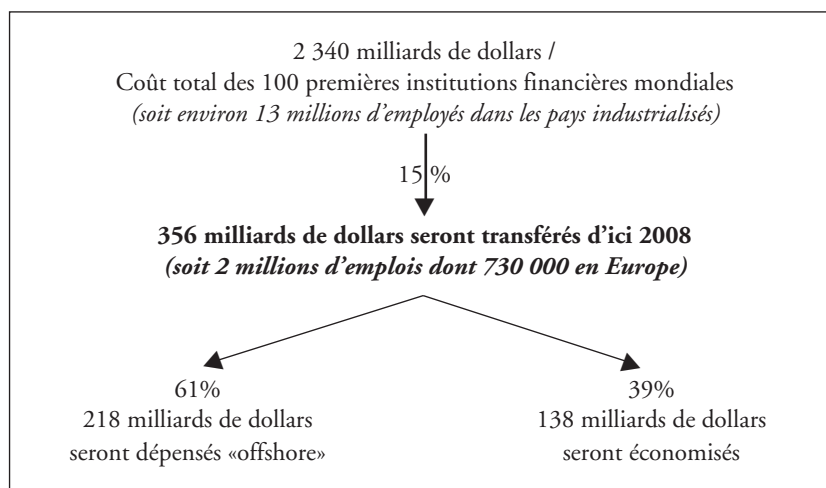 2 340 milliards de dollars /
Coût total des 100 premières institutions financières mondiales
(soit environ 13 millions d’employés dans les pays industrialisés)
15 %
356 milliards de dollars seront transférés d’ici 2008
(soit 2 millions d’emplois dont 730 000 en Europe)
61%
218 milliards de dollars
seront dépensés «offshore»
39%
138 milliards de dollars
seront économisés